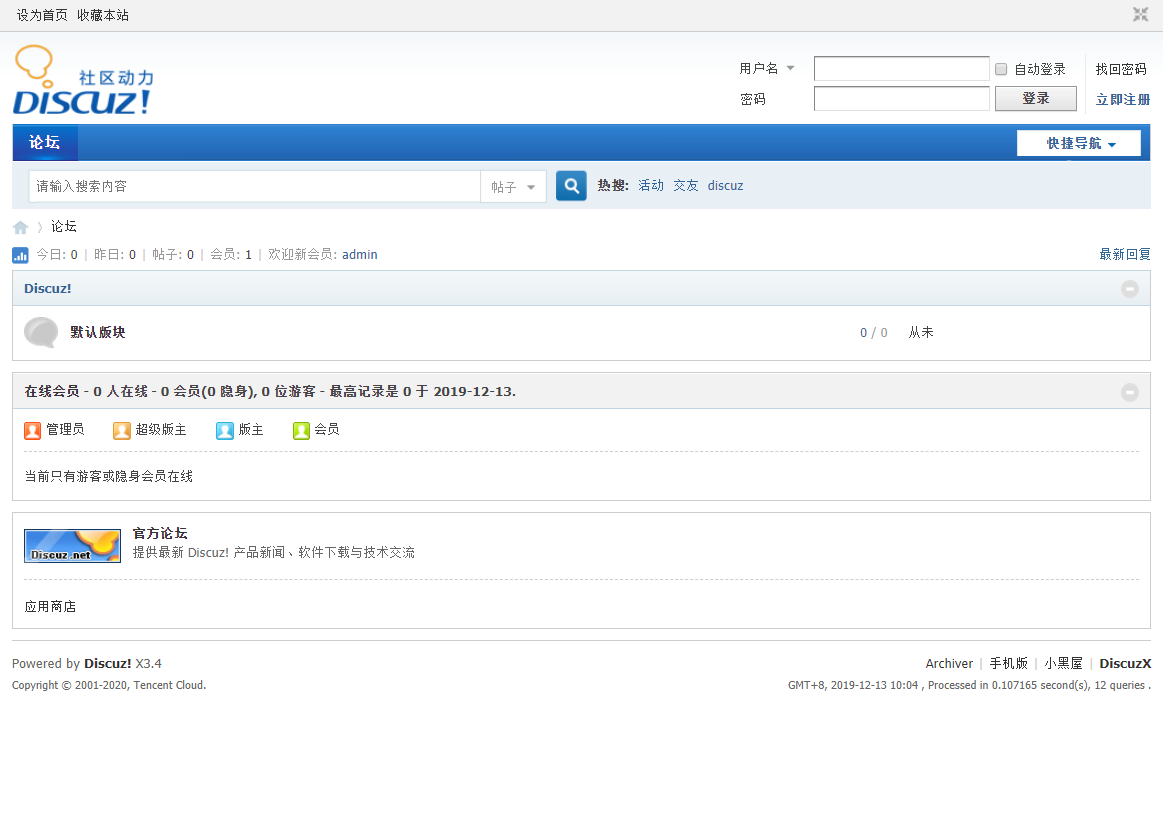 设为首页 收藏本站
社区动力
DISCUZ!
用户名
自动登录 找回密码
密码
登录 立即注册
论坛
快捷导航
请输入搜索内容 帖子 热搜: 活动 交友 discuz
论坛
今日: 0 | 昨日: 0 | 帖子: 0 | 会员: 1 | 欢迎新会员: admin 最新回复
Discuz!
默认版块 0 / 0 从未
在线会员 - 0 人在线 - 0 会员(0 隐身), 0 位游客 - 最高记录是 0 于 2019-12-13.
管理员 超级版主 版主 会员
当前只有游客或隐身会员在线
Discuz.net
官方论坛
提供最新 Discuz! 产品新闻、软件下载与技术交流
应用商店
Powered by Discuz! X3.4 Archiver | 手机版 | 小黑屋 | DiscuzX
Copyright © 2001-2020, Tencent Cloud. GMT+8, 2019-12-13 10:04 , Processed in 0.107165 second(s), 12 queries .